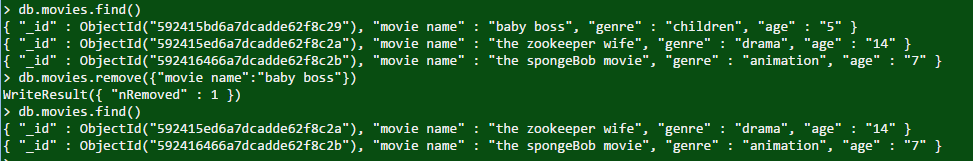 > db.movies.find()
{ "_id" : ObjectId("592415bd6a7dcadde62f8c29"), "movie name" : "baby boss", "genre" : "children", "age" : "5" }
{ "_id" : ObjectId("592415ed6a7dcadde62f8c2a"), "movie name" : "the zookeeper wife", "genre" : "drama", "age" : "14" }
{ "_id" : ObjectId("592416466a7dcadde62f8c2b"), "movie name" : "the spongeBob movie", "genre" : "animation", "age" : "7" }
> db.movies.remove({"movie name":"baby boss"})
WriteResult({ "nRemoved" : 1 })
> db.movies.find()
{ "_id" : ObjectId("592415ed6a7dcadde62f8c2a"), "movie name" : "the zookeeper wife", "genre" : "drama", "age" : "14" }
{ "_id" : ObjectId("592416466a7dcadde62f8c2b"), "movie name" : "the spongeBob movie", "genre" : "animation", "age" : "7" }